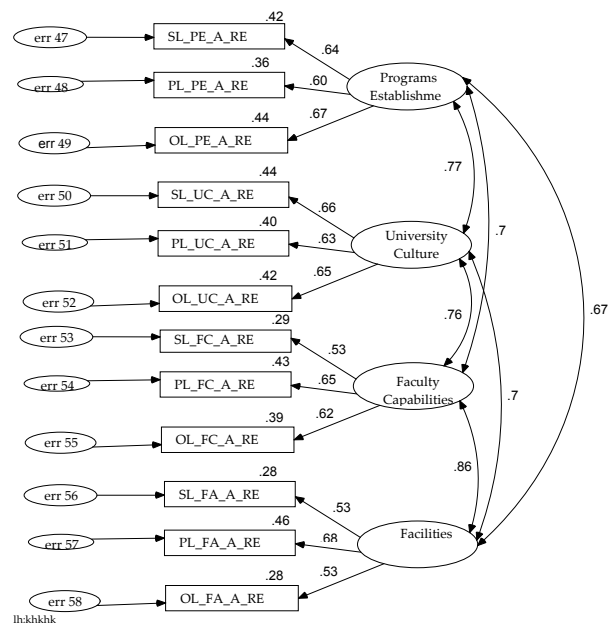 .42
err 47
SL_PE_A_RE
.64
.36
Programs
Establishme
err 48
PL_PE_A_RE
.60
.44
.67
err 49
OL_PE_A_RE
.77
.44
err 50
SL_UC_A_RE
.66
.7
.40
University
Culture
err 51
PL_UC_A_RE
.63
.42
.65
err 52
OL_UC_A_RE
.67
.76
.29
err 53
SL_FC_A_RE
.53
.43
Faculty
Capabilities
err 54
PL_FC_A_RE
.65
.7
.39
.62
err 55
OL_FC_A_RE
.86
.28
err 56
SL_FA_A_RE
.53
.46
Facilities
err 57
PL_FA_A_RE
.68
.28
.53
err 58
OL_FA_A_RE
lh;khkhk